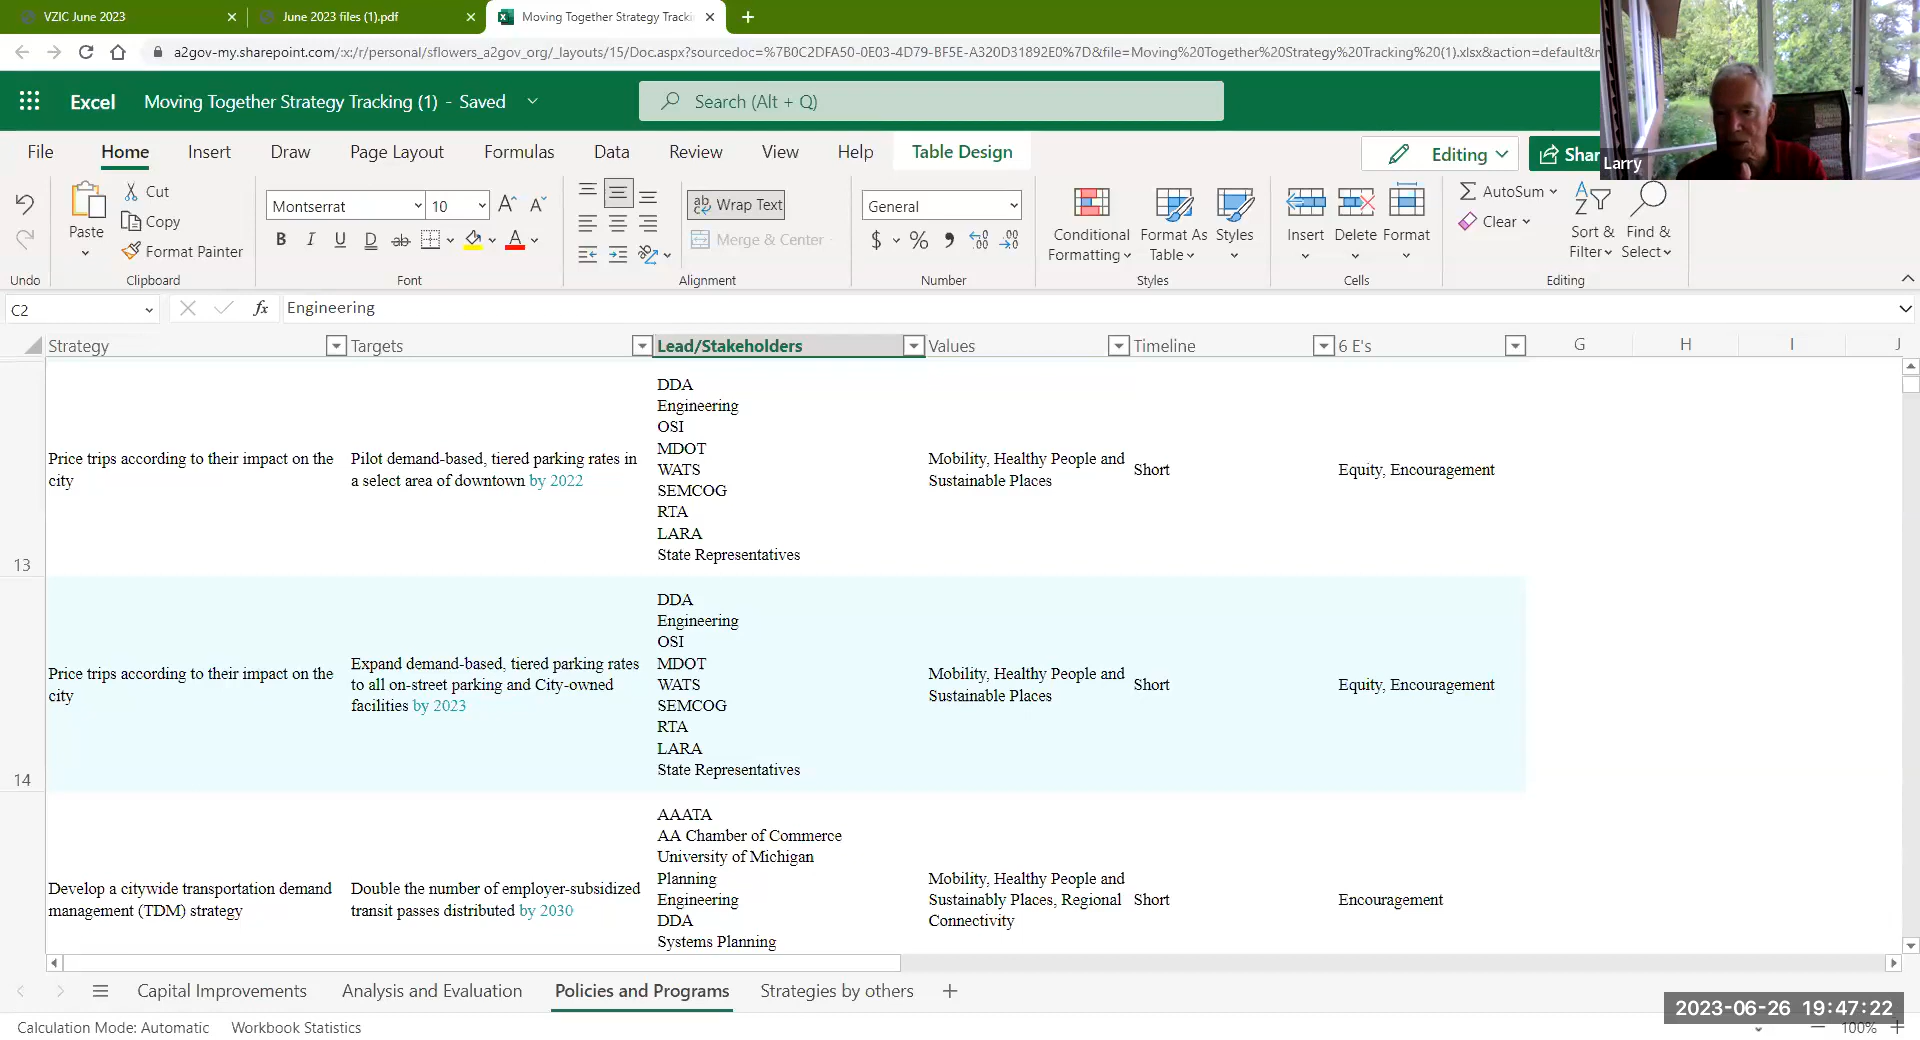 VZIC June 2023
June 2023 files (1).pdf
Moving Together Strategy Tracki
a2gov-my.sharepoint.com/:x:/r/personal/sflowers_a2gov_org/_layouts/15/Doc.aspx?sourcedoc=%7B0C2DFA50-0E03-4D79-BF5E-A320D31892E0%7D&file=Moving%20Together%20Strategy%20Tracking%20(1).xlsx&action=default&
Excel
Moving Together Strategy Tracking (1) - Saved
Search (Alt + Q)
Larry
File Home Insert Draw Page Layout Formulas Data Review View Help Table Design
Editing
Shar
Paste
Cut
Copy
Format Painter
Montserrat 10
Wrap Text
Merge & Center
General
Conditional Formatting
Format As Table
Styles
Insert Delete Format
AutoSum
Clear
Sort & Filter
Find & Select
Undo Clipboard Font Alignment Number Styles Cells Editing
C2
fx Engineering
Strategy Targets Lead/Stakeholders Values Timeline 6 E's G H I J
13
Price trips according to their impact on the
city
Pilot demand-based, tiered parking rates in
a select area of downtown by 2022
DDA
Engineering
OSI
MDOT
WATS
SEMCOG
RTA
LARA
State Representatives
Mobility, Healthy People and
Sustainable Places
Short
Equity, Encouragement
14
Price trips according to their impact on the
city
Expand demand-based, tiered parking rates
to all on-street parking and City-owned
facilities by 2023
DDA
Engineering
OSI
MDOT
WATS
SEMCOG
RTA
LARA
State Representatives
Mobility, Healthy People and
Sustainable Places
Short
Equity, Encouragement
Develop a citywide transportation demand
management (TDM) strategy
Double the number of employer-subsidized
transit passes distributed by 2030
AAATA
AA Chamber of Commerce
University of Michigan
Planning
Engineering
DDA
Systems Planning
Mobility, Healthy People and
Sustainably Places, Regional
Connectivity
Short
Encouragement
Capital Improvements Analysis and Evaluation Policies and Programs Strategies by others
2023-06-26 19:47:22
Calculation Mode: Automatic Workbook Statistics
100%